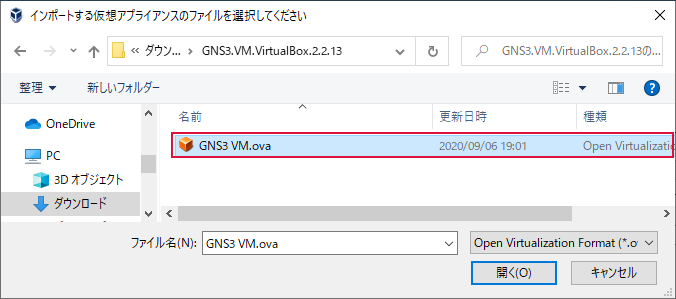 インポートする仮想アプライアンスのファイルを選択してください
« ダウン... › GNS3.VM.VirtualBox.2.2.13
GNS3.VM.VirtualBox.2.2.13の...
整理 新しいフォルダー
名前 更新日時 種類
OneDrive
GNS3 VM.ova 2020/09/06 19:01 Open Virtualizatio
PC
3D オブジェクト
ダウンロード
ファイル名(N): GNS3 VM.ova Open Virtualization Format (*.o
開く(O) キャンセル